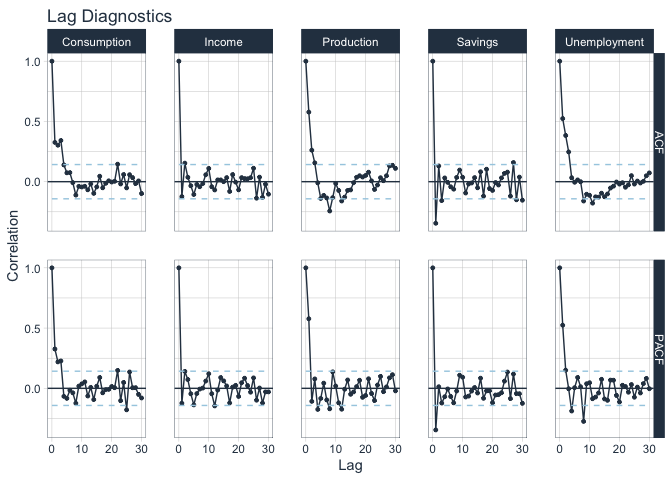 Lag Diagnostics
Consumption Income Production Savings Unemployment
1.0
0.5
0.0
ACF
Correlation
1.0
0.5
0.0
PACF
0 10 20 30 0 10 20 30 0 10 20 30 0 10 20 30 0 10 20 30
Lag